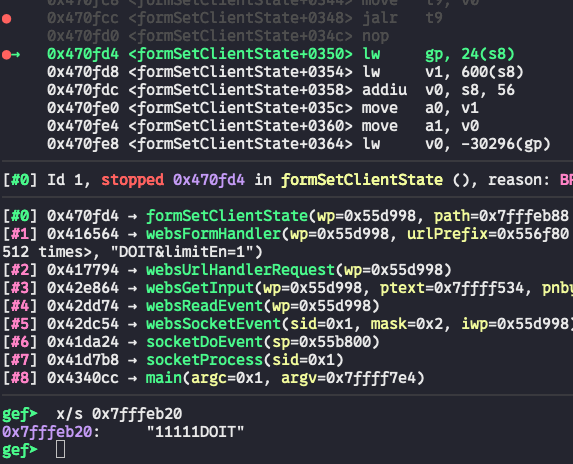 0x470fc8 <formSetClientState+0344> move t9, v0
● 0x470fcc <formSetClientState+0348> jalr t9
0x470fd0 <formSetClientState+034c> nop
●→ 0x470fd4 <formSetClientState+0350> lw gp, 24(s8)
0x470fd8 <formSetClientState+0354> lw v1, 600(s8)
0x470fdc <formSetClientState+0358> addiu v0, s8, 56
0x470fe0 <formSetClientState+035c> move a0, v1
0x470fe4 <formSetClientState+0360> move a1, v0
0x470fe8 <formSetClientState+0364> lw v0, -30296(gp)
[#0] Id 1, stopped 0x470fd4 in formSetClientState (), reason: BR
[#0] 0x470fd4 → formSetClientState(wp=0x55d998, path=0x7fffeb88
[#1] 0x416564 → websFormHandler(wp=0x55d998, urlPrefix=0x556f80
512 times>, "DOIT&limitEn=1")
[#2] 0x417794 → websUrlHandlerRequest(wp=0x55d998)
[#3] 0x42e864 → websGetInput(wp=0x55d998, ptext=0x7ffff534, pnby
[#4] 0x42dd74 → websReadEvent(wp=0x55d998)
[#5] 0x42dc54 → websSocketEvent(sid=0x1, mask=0x2, iwp=0x55d998)
[#6] 0x41da24 → socketDoEvent(sp=0x55b800)
[#7] 0x41d7b8 → socketProcess(sid=0x1)
[#8] 0x4340cc → main(argc=0x1, argv=0x7ffff7e4)
gef➤ x/s 0x7fffeb20
0x7fffeb20: "11111DOIT"
gef➤